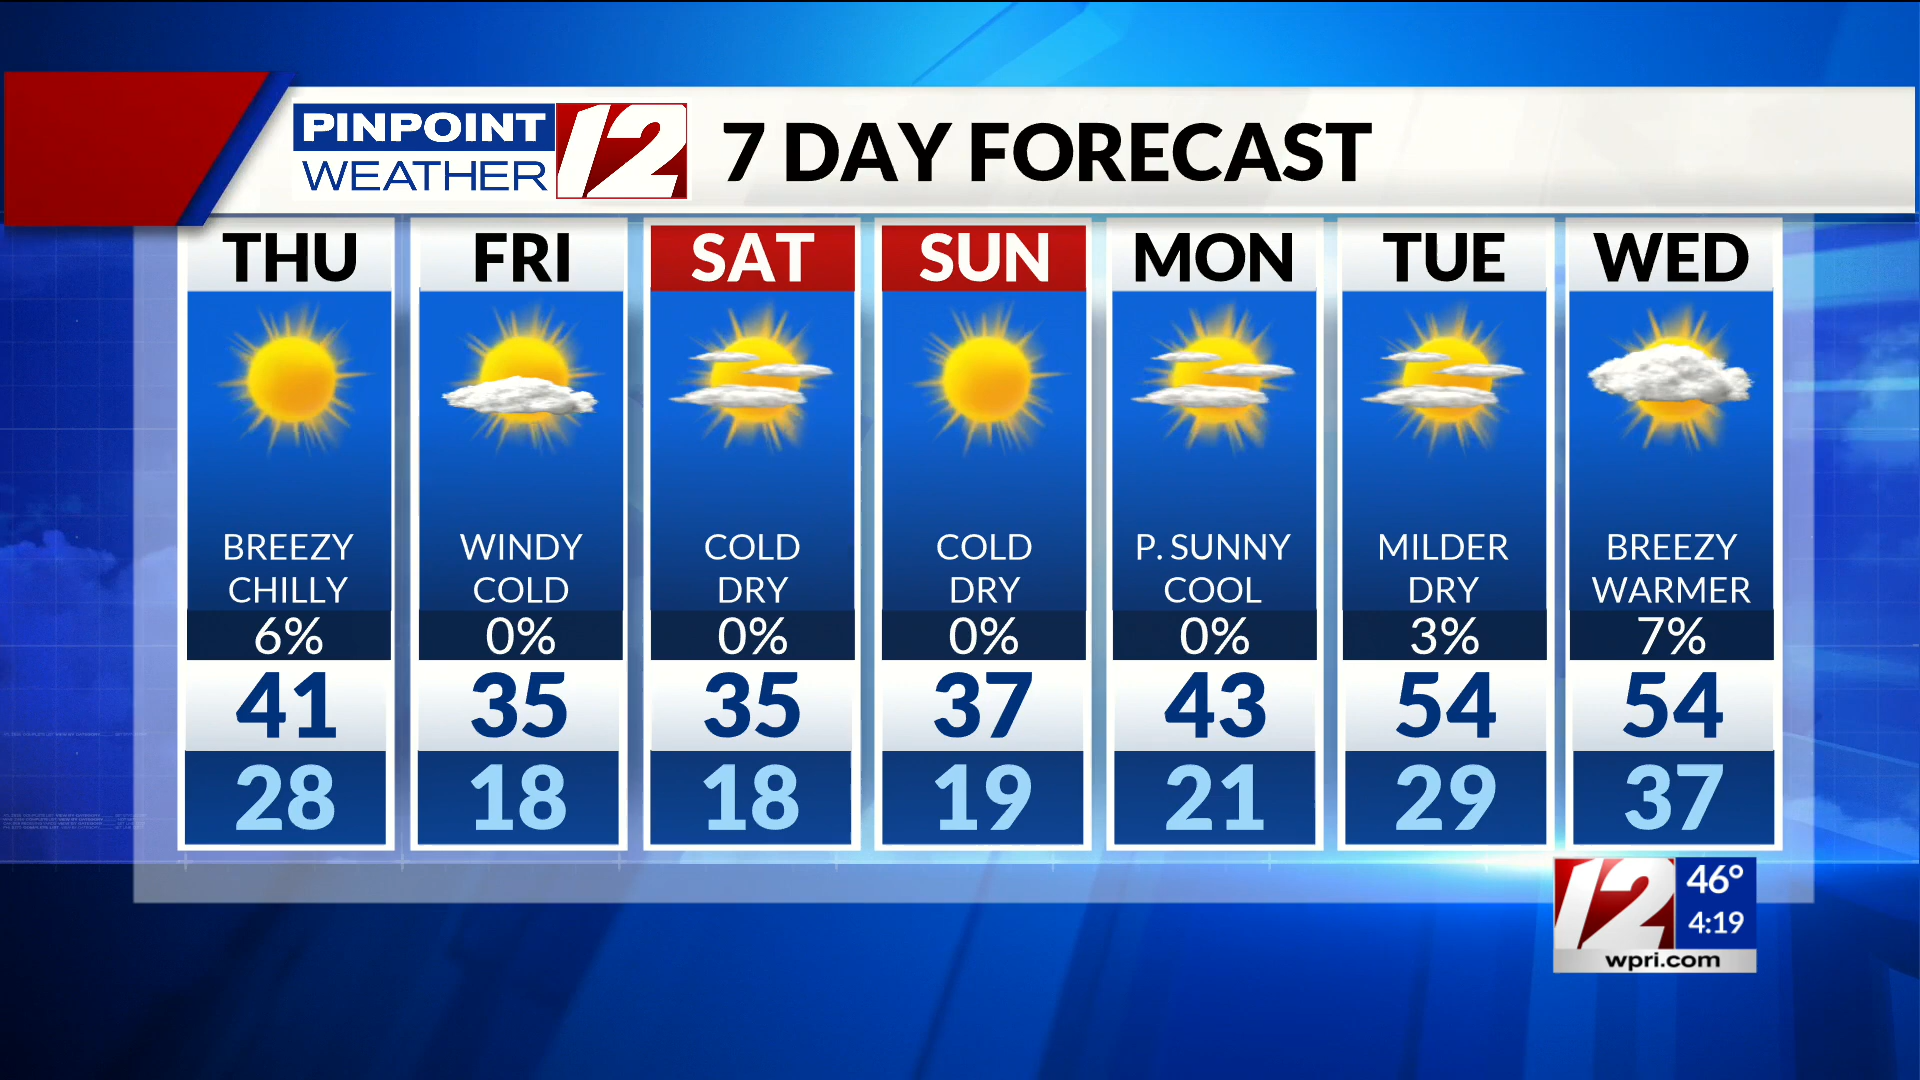 PINPOINT
WEATHER 12
7 DAY FORECAST
THU FRI SAT SUN MON TUE WED
BREEZY WINDY COLD COLD P. SUNNY MILDER BREEZY
CHILLY COLD DRY DRY COOL DRY WARMER
6% 0% 0% 0% 0% 3% 7%
41 35 35 37 43 54 54
28 18 18 19 21 29 37
12 46°
4:19
wpri.com